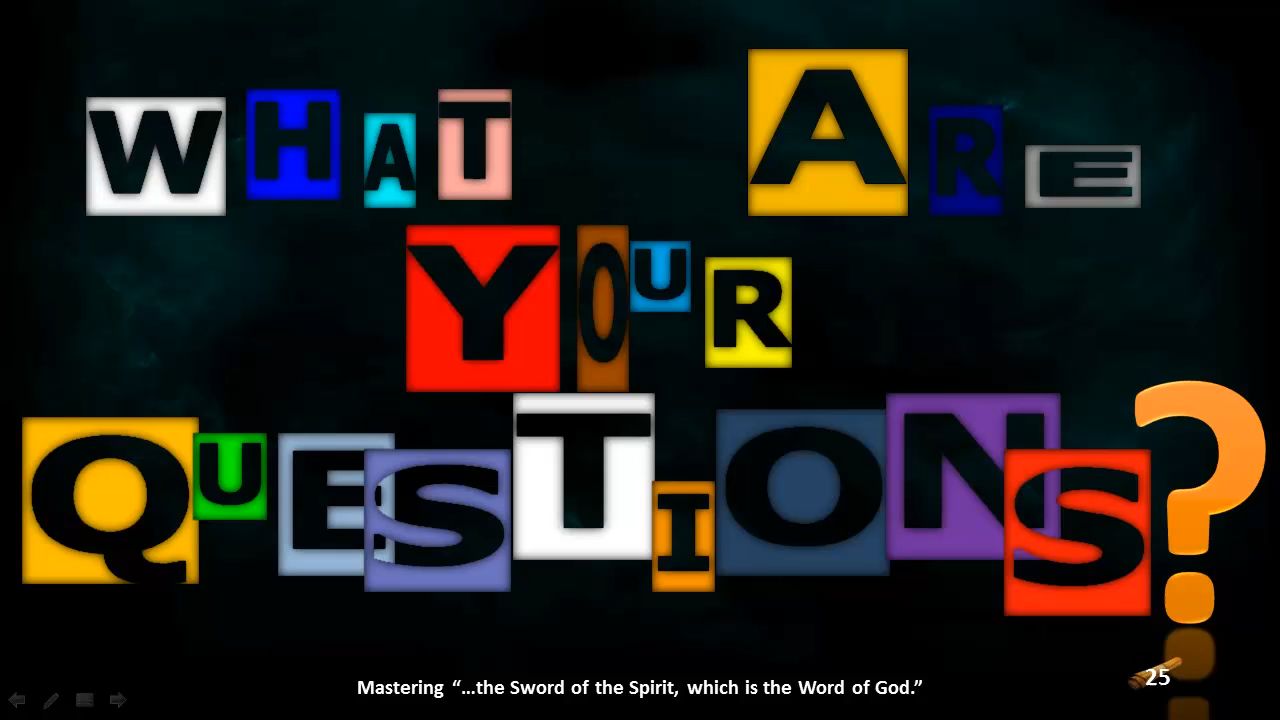 WHAT ARE
YOUR
QUESTIONS?
Mastering “…the Sword of the Spirit, which is the Word of God.”
25